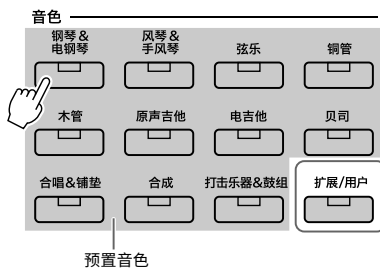 音色
钢琴&
电钢琴
风琴&
手风琴
弦乐
铜管
木管
原声吉他
电吉他
贝司
合唱&铺垫
合成
打击乐器&鼓组
扩展/用户
预置音色